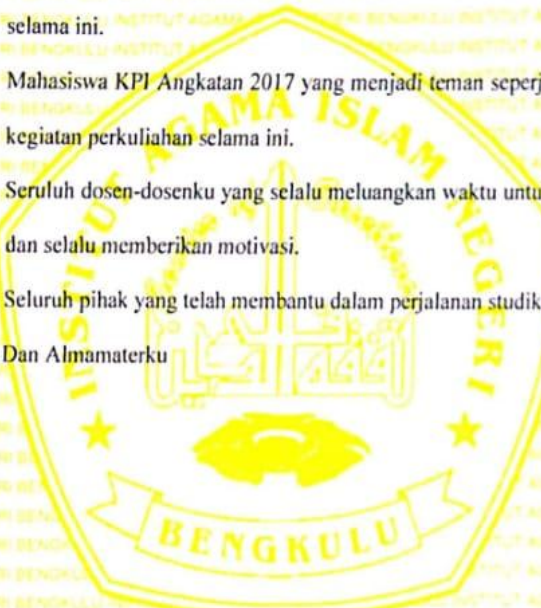 selama ini.
Mahasiswa KPI Angkatan 2017 yang menjadi teman seperj
kegiatan perkuliahan selama ini.
Seruluh dosen-dosenku yang selalu meluangkan waktu untu
dan selalu memberikan motivasi.
Seluruh pihak yang telah membantu dalam perjalanan studik
Dan Almamaterku
INSTITUT AGAMA ISLAM NEGERI
BENGKULU